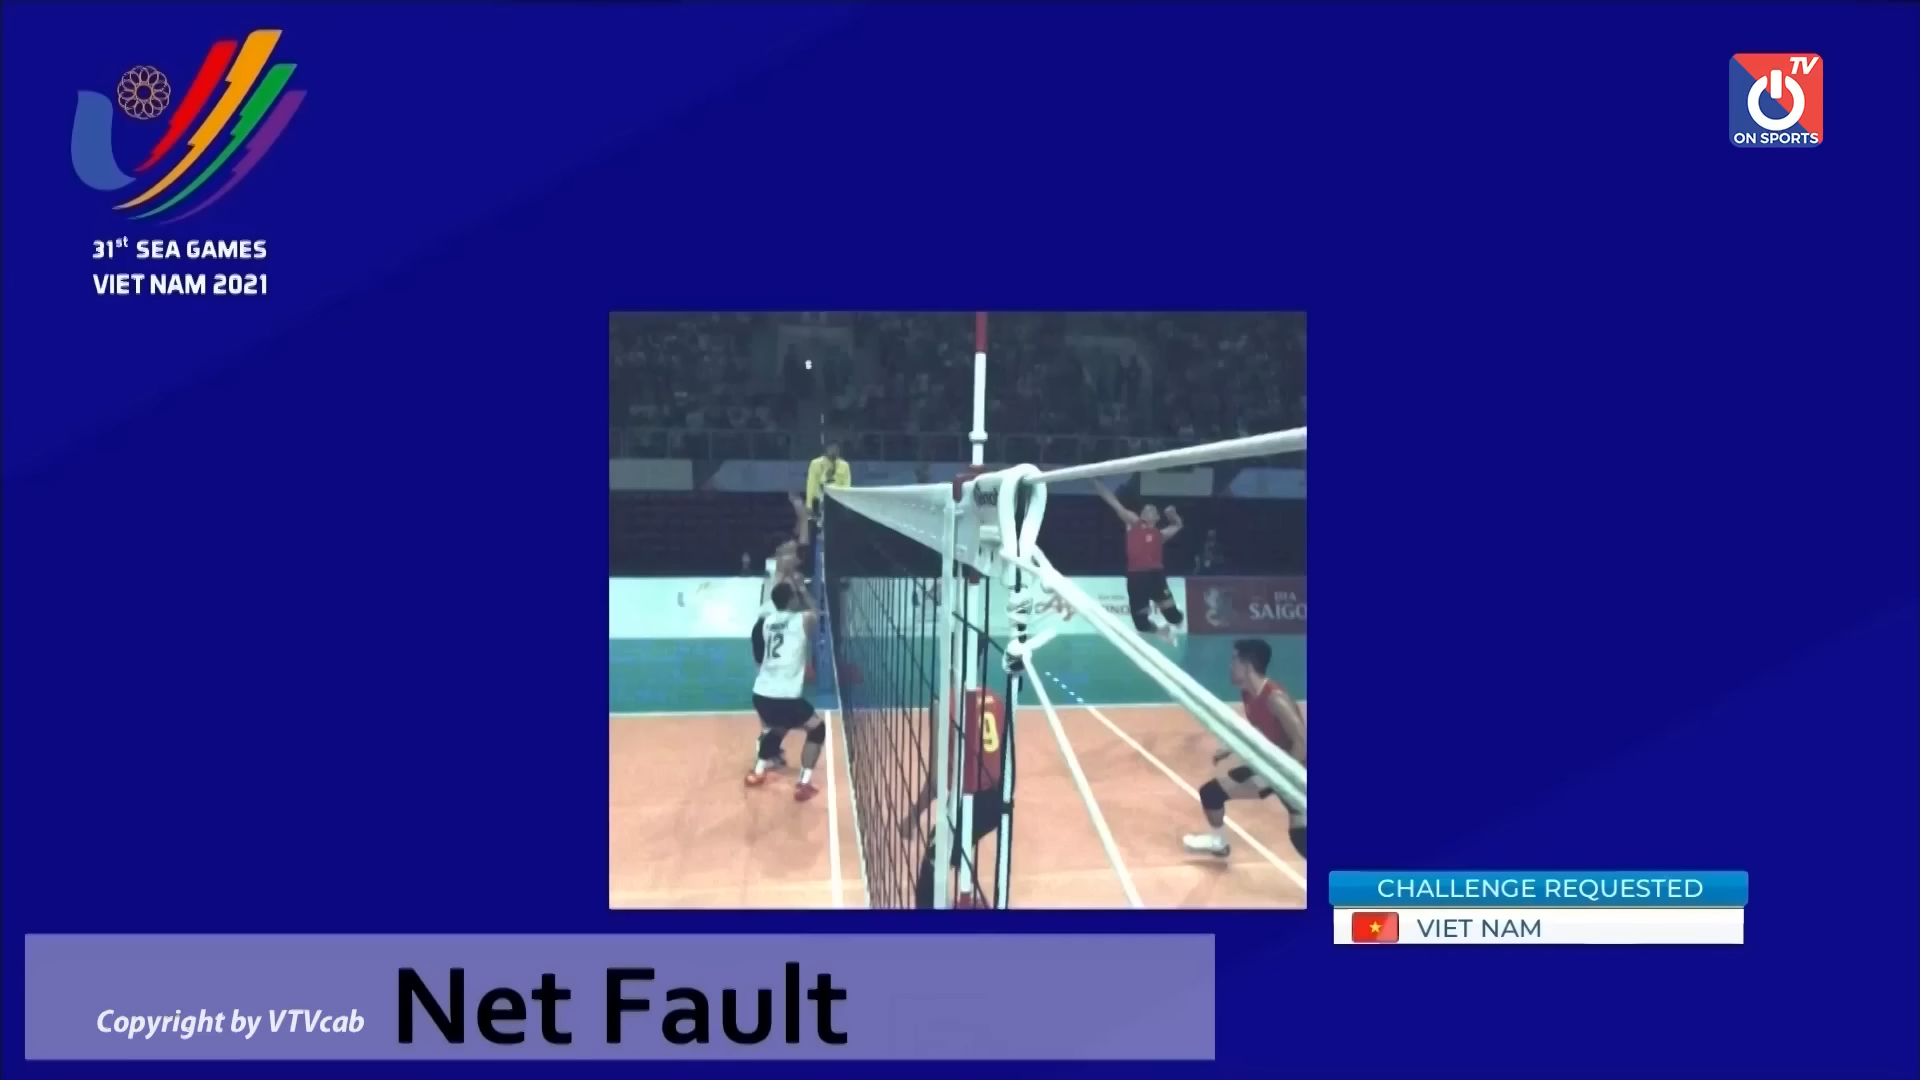 31st SEA GAMES
VIET NAM 2021
TV
ON SPORTS
12
9
SAIGO
CHALLENGE REQUESTED
VIET NAM
Copyright by VTVcab
Net Fault